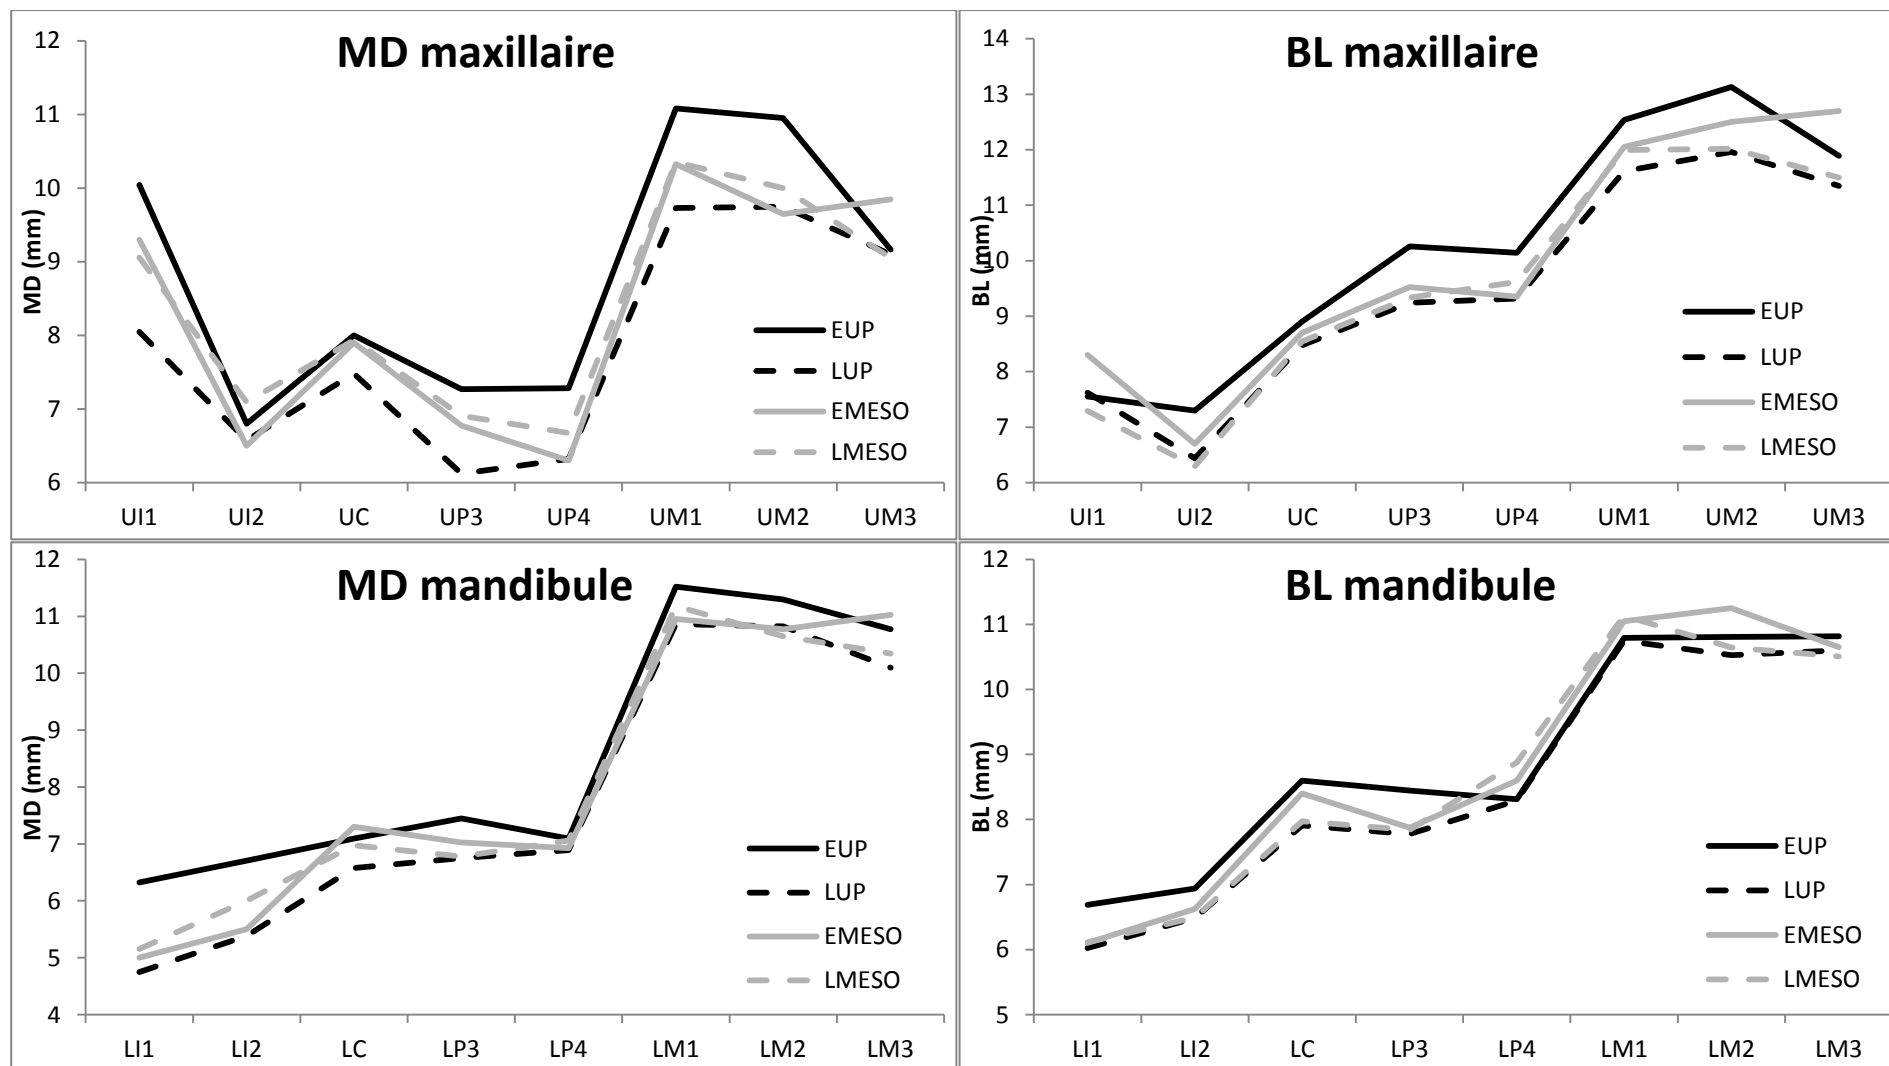 MD maxillaire
12
11
10
9
8
7
6
MD (mm)
UI1 UI2 UC UP3 UP4 UM1 UM2 UM3
EUP
LUP
EMESO
LMESO
BL maxillaire
14
13
12
11
10
9
8
7
6
BL (mm)
UI1 UI2 UC UP3 UP4 UM1 UM2 UM3
EUP
LUP
EMESO
LMESO
MD mandibule
12
11
10
9
8
7
6
5
4
MD (mm)
LI1 LI2 LC LP3 LP4 LM1 LM2 LM3
EUP
LUP
EMESO
LMESO
BL mandibule
12
11
10
9
8
7
6
5
BL (mm)
LI1 LI2 LC LP3 LP4 LM1 LM2 LM3
EUP
LUP
EMESO
LMESO